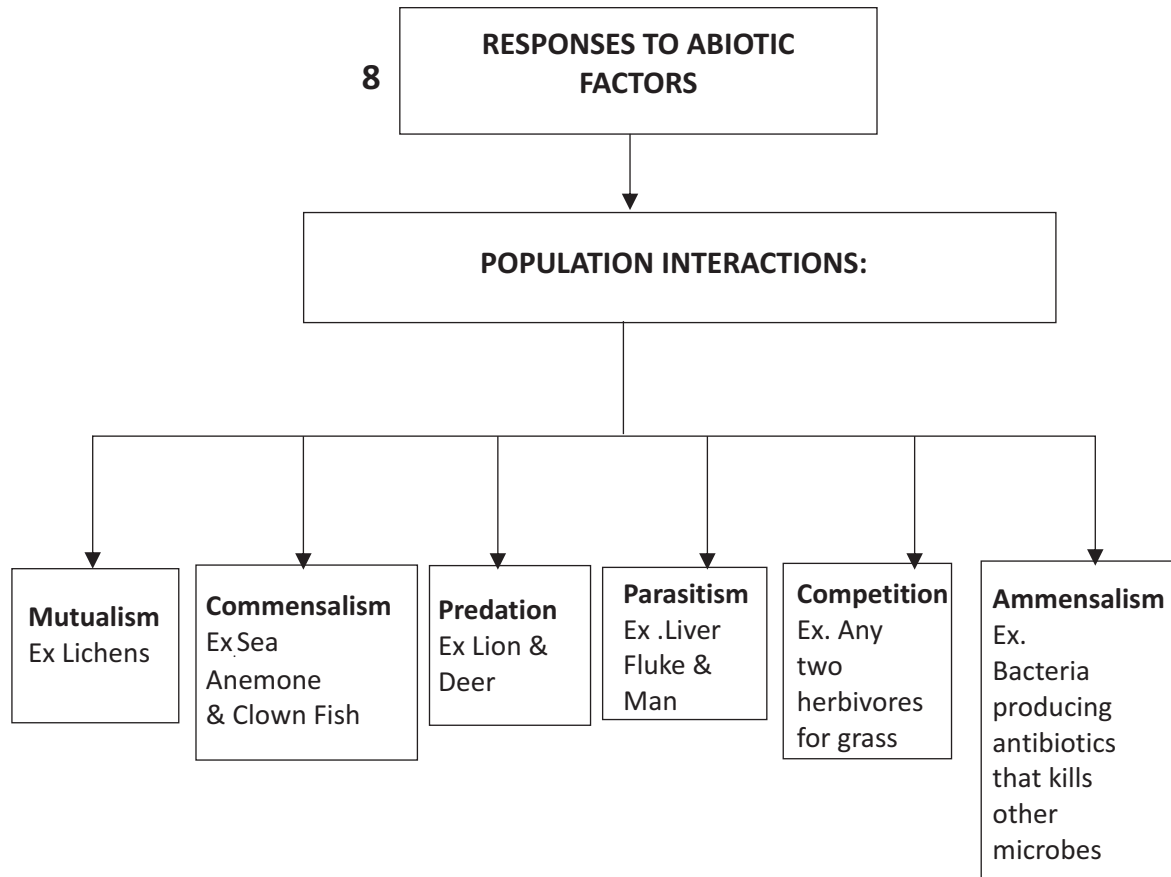 8
RESPONSES TO ABIOTIC
FACTORS
POPULATION INTERACTIONS:
Mutualism
Ex Lichens
Commensalism
Ex.Sea
Anemone
& Clown Fish
Predation
Ex Lion &
Deer
Parasitism
Ex .Liver
Fluke &
Man
Competition
Ex. Any
two
herbivores
for grass
Ammensalism
Ex.
Bacteria
producing
antibiotics
that kills
other
microbes